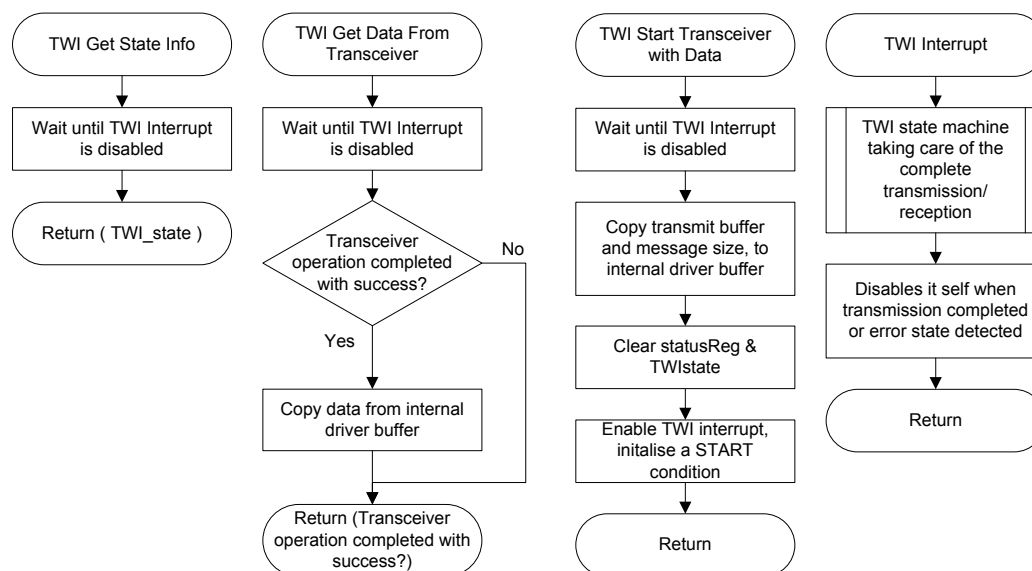 TWI Get State Info
Wait until TWI Interrupt
is disabled
Return ( TWI_state )
TWI Get Data From
Transceiver
Wait until TWI Interrupt
is disabled
Transceiver
operation completed
with success?
No
Yes
Copy data from internal
driver buffer
Return (Transceiver
operation completed with
success?)
TWI Start Transceiver
with Data
Wait until TWI Interrupt
is disabled
Copy transmit buffer
and message size, to
internal driver buffer
Clear statusReg &
TWIstate
Enable TWI interrupt,
initalise a START
condition
Return
TWI Interrupt
TWI state machine
taking care of the
complete
transmission/
reception
Disables it self when
transmission completed
or error state detected
Return